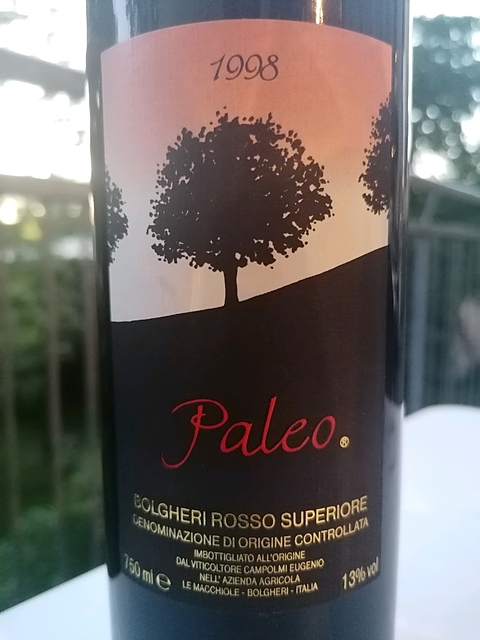 1998
Paleo®
BOLGHERI ROSSO SUPERIORE
DENOMINAZIONE DI ORIGINE CONTROLLATA
IMBOTTIGLIATO ALL'ORIGINE
DAL VITICOLTORE CAMPOLMI EUGENIO
NELL' AZIENDA AGRICOLA
LE MACCHIOLE - BOLGHERI - ITALIA
750 ml e
13% vol